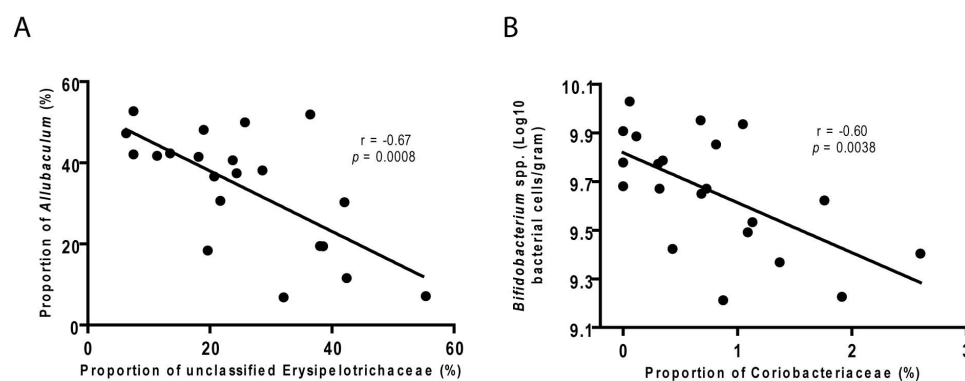 A
B
Proportion of Allubaculum (%)
60
40
20
0
r = -0.67
p = 0.0008
0 20 40 60
Proportion of unclassified Erysipelotrichaceae (%)
Bifidobacterium spp. (Log10
bacterial cells/gram)
10.1
9.9
9.7
9.5
9.3
9.1
r = -0.60
p = 0.0038
0 1 2 3
Proportion of Coriobacteriaceae (%)